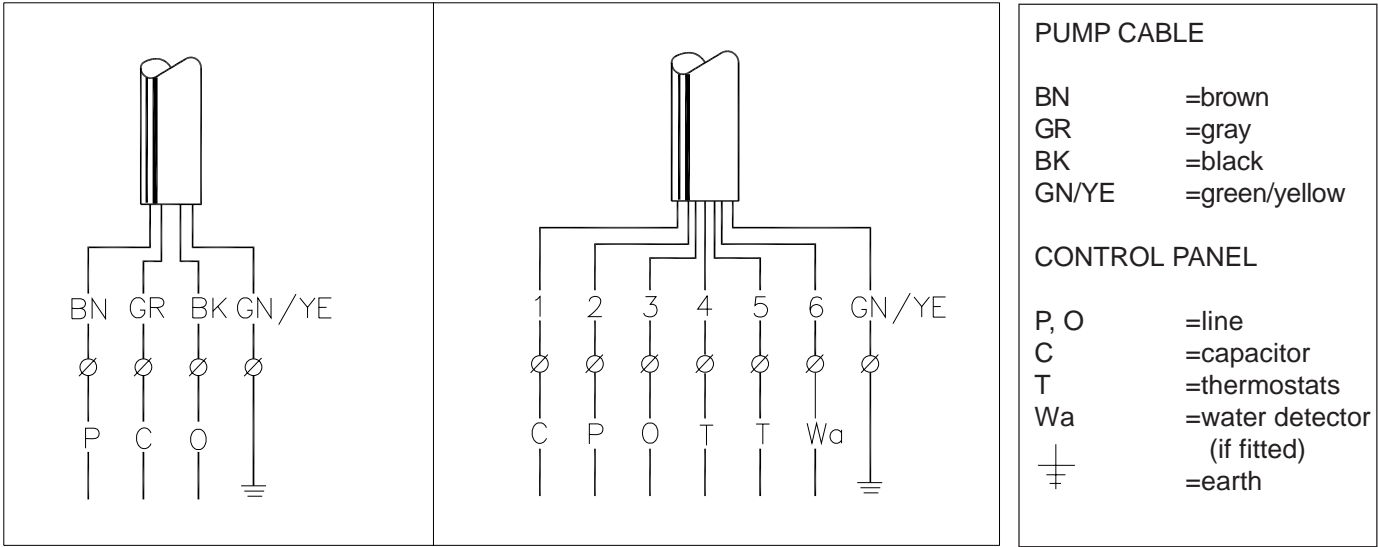 BN GR BK GN/YE
P C O
1 2 3 4 5 6 GN/YE
C P O T T Wa
PUMP CABLE
BN =brown
GR =gray
BK =black
GN/YE =green/yellow
CONTROL PANEL
P, O =line
C =capacitor
T =thermostats
Wa =water detector
(if fitted)
=earth